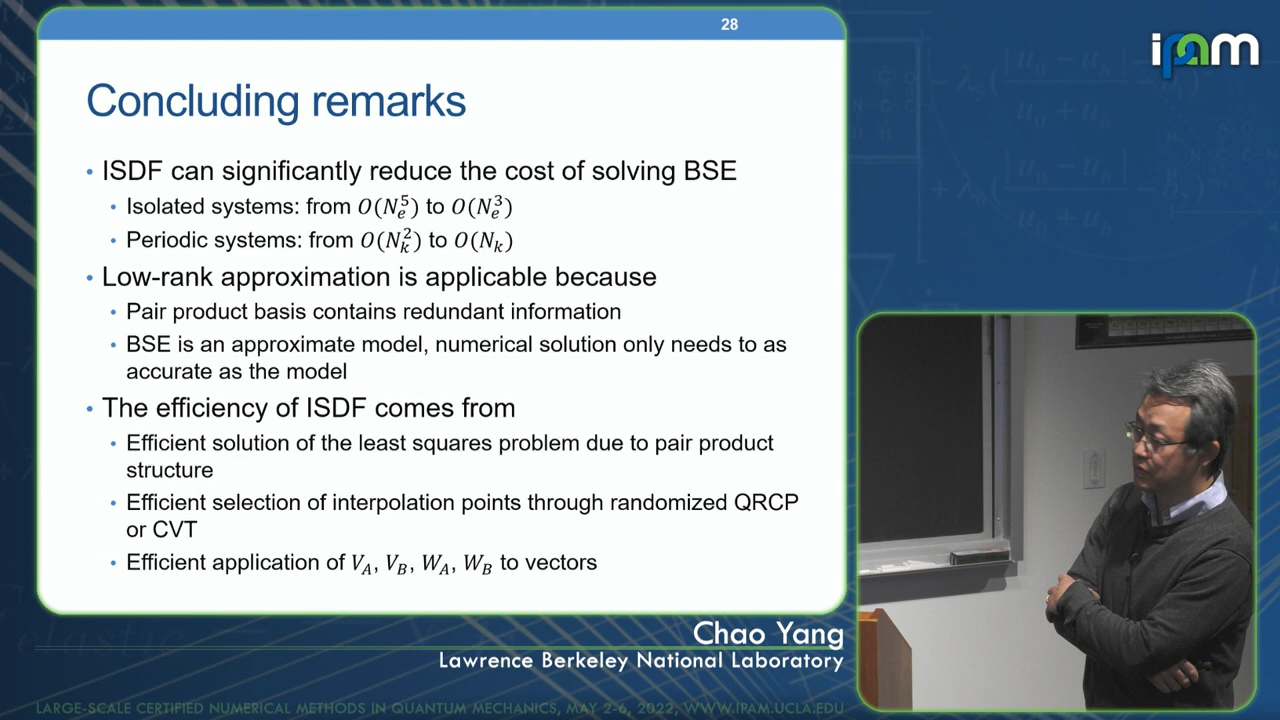 28
ipam
Concluding remarks
• ISDF can significantly reduce the cost of solving BSE
• Isolated systems: from O(N_e^5) to O(N_e^3)
• Periodic systems: from O(N_k^2) to O(N_k)
• Low-rank approximation is applicable because
• Pair product basis contains redundant information
• BSE is an approximate model, numerical solution only needs to as
accurate as the model
• The efficiency of ISDF comes from
• Efficient solution of the least squares problem due to pair product
structure
• Efficient selection of interpolation points through randomized QRCP
or CVT
• Efficient application of V_A, V_B, W_A, W_B to vectors
Chao Yang
Lawrence Berkeley National Laboratory
LARGE-SCALE CERTIFIED NUMERICAL METHODS IN QUANTUM MECHANICS, MAY 2-6, 2022, WWW.IPAM.UCLA.EDU